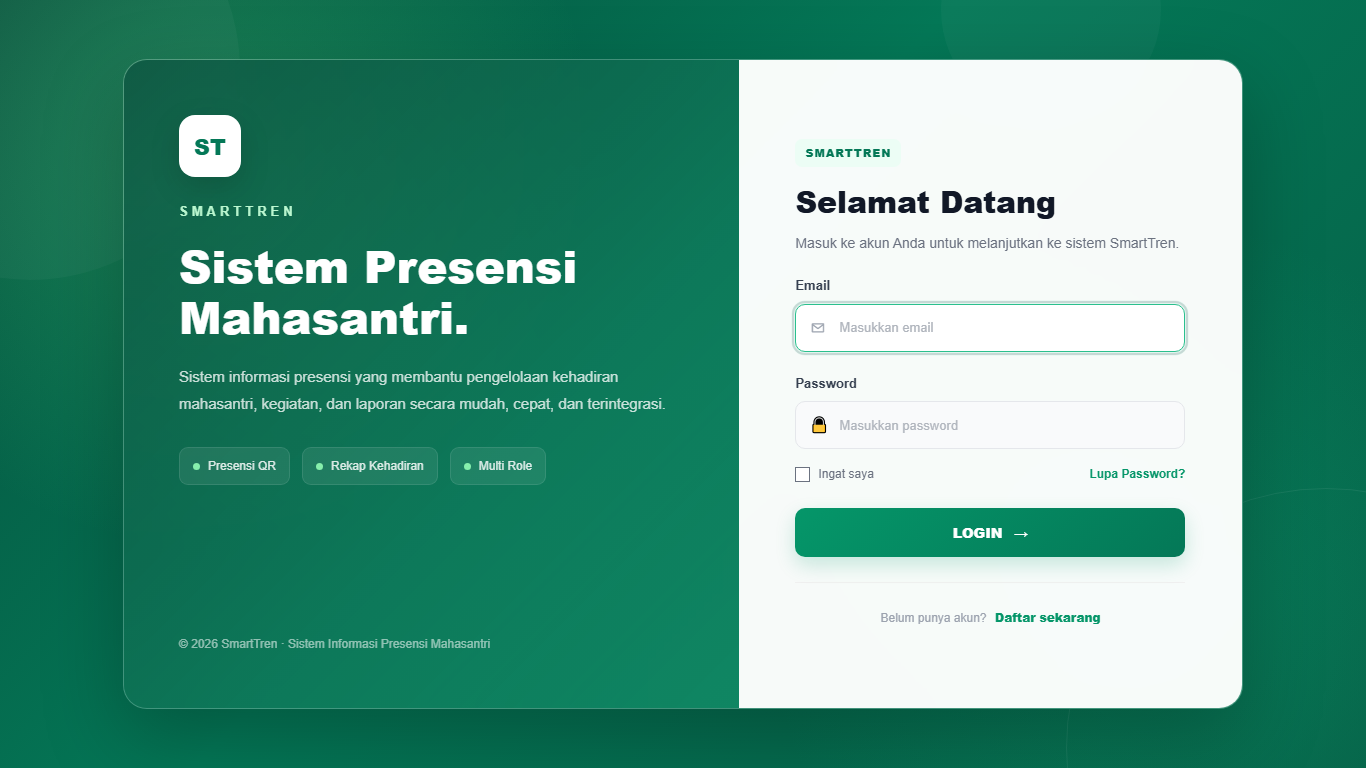 ST
SMARTTREN
Sistem Presensi
Mahasantri.
Sistem informasi presensi yang membantu pengelolaan kehadiran
mahasantri, kegiatan, dan laporan secara mudah, cepat, dan terintegrasi.
Presensi QR
Rekap Kehadiran
Multi Role
© 2026 SmartTren · Sistem Informasi Presensi Mahasantri
SMARTTREN
Selamat Datang
Masuk ke akun Anda untuk melanjutkan ke sistem SmartTren.
Email
Masukkan email
Password
Masukkan password
Ingat saya
Lupa Password?
LOGIN →
Belum punya akun? Daftar sekarang